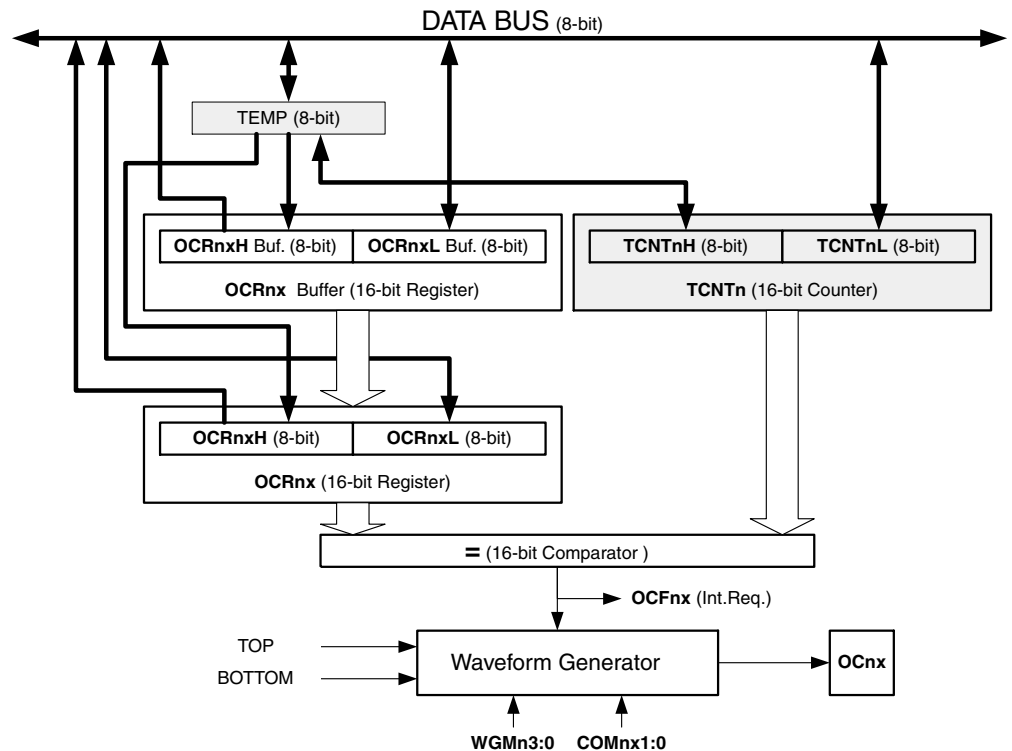 DATA BUS (8-bit)
TEMP (8-bit)
OCRnxH Buf. (8-bit) OCRnxL Buf. (8-bit) TCNTnH (8-bit) TCNTnL (8-bit)
OCRnx Buffer (16-bit Register) TCNTn (16-bit Counter)
OCRnxH (8-bit) OCRnxL (8-bit)
OCRnx (16-bit Register)
= (16-bit Comparator )
OCFnx (Int.Req.)
TOP
BOTTOM
Waveform Generator
OCnx
WGMn3:0 COMnx1:0